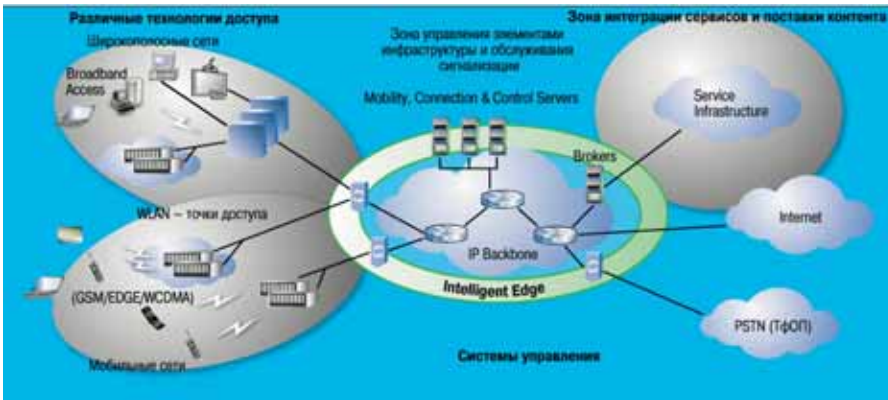 Различные технологии доступа
Широкополосные сети
Broadband
Access
Зона управления элементами
инфраструктуры и обслуживания
сигнализации
Mobility, Connection & Control Servers
Зона интеграции сервисов и поставки контента
Service
Infrastructure
Brokers
WLAN – точки доступа
Internet
IP Backbone
Intelligent Edge
(GSM/EDGE/WCDMA)
PSTN (ТфОП)
Мобильные сети
Системы управления